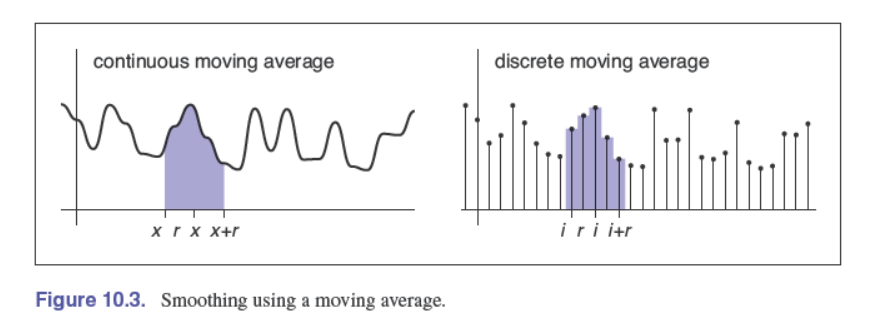 continuous moving average
discrete moving average
x r x x+r
i r i i+r
Figure 10.3. Smoothing using a moving average.